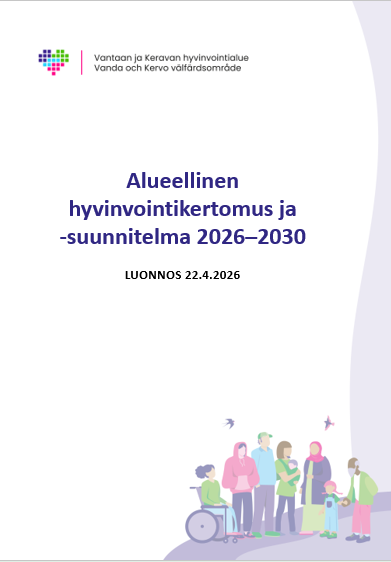 Vantaan ja Keravan hyvinvointialue
Vanda och Kervo välfärdsområde
Alueellinen
hyvinvointikertomus ja
-suunnitelma 2026–2030
LUONNOS 22.4.2026